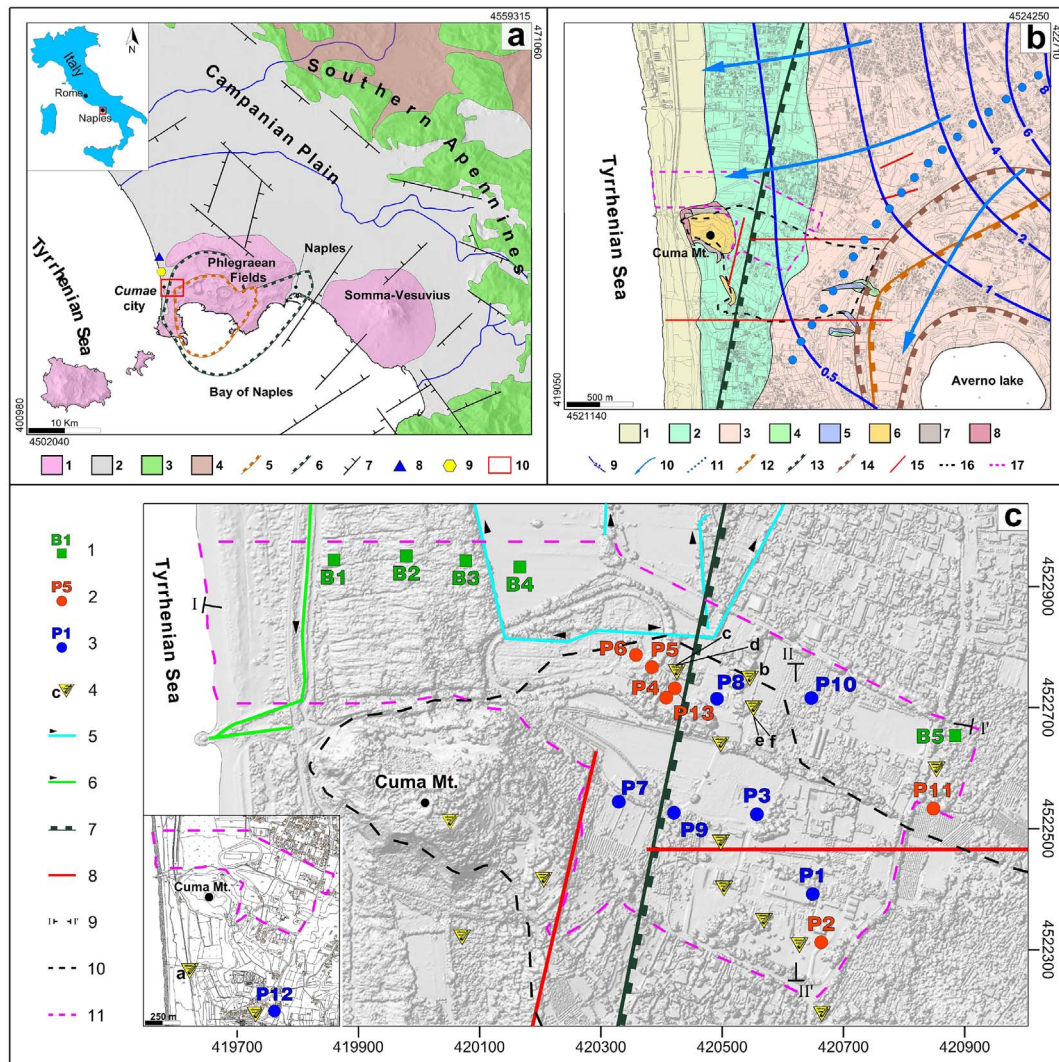 4559315
471060
a
Italy
N
Rome
Naples
Southern Apennines
Campanian Plain
Tyrrhenian Sea
Phlegraean
Fields
Naples
Cumae
city
Somma-Vesuvius
Bay of Naples
400980
10 Km
4502040
1 2 3 4 5 6 7 8 9 10
4524250
422710
b
8
6
4
2
1
0.5
Tyrrhenian Sea
Cuma Mt.
Averno lake
419050
500 m
4521140
1 2 3 4 5 6 7 8
9 10 11 12 13 14 15 16 17
c
B1
1
P5
2
P1
3
c
4
5
6
7
8
I I'
9
10
11
Tyrrhenian Sea
I
B1 B2 B3 B4
P6 P5
c
d
P4
P13
P8
b
II
P10
e f
I'
B5
P11
Cuma Mt.
P7
P9
P3
P1
P2
II'
Cuma Mt.
a
P12
250 m
4522900
4522700
4522500
4522300
419700 419900 420100 420300 420500 420700 420900